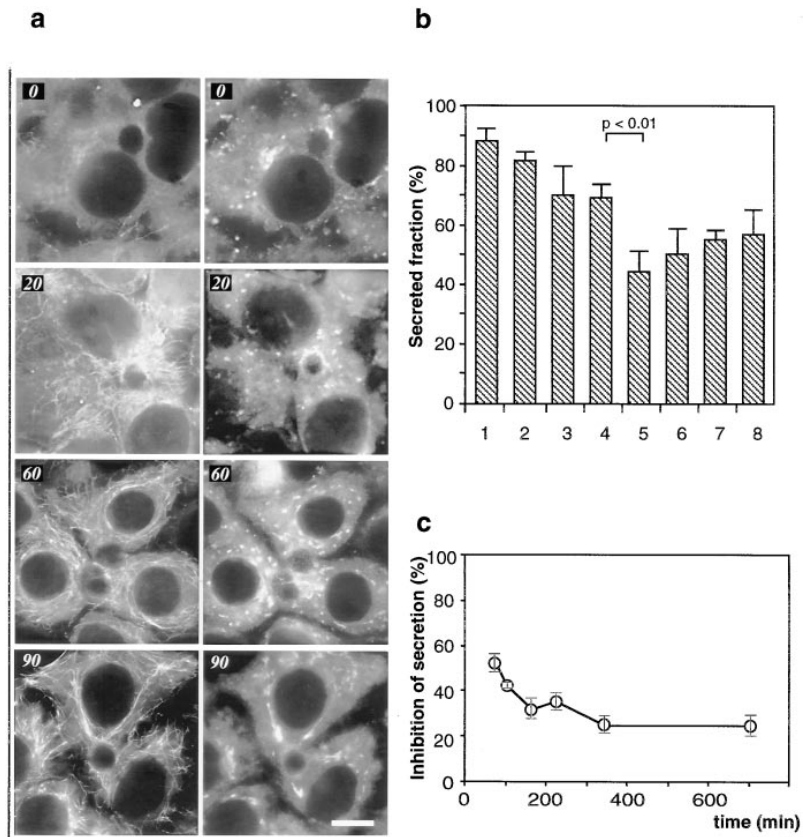 a
0
0
20
20
60
60
90
90
b
Secreted fraction (%)
100
80
60
40
20
0
p < 0.01
1 2 3 4 5 6 7 8
c
Inhibition of secretion (%)
100
80
60
40
20
0
0 200 400 600
time (min)